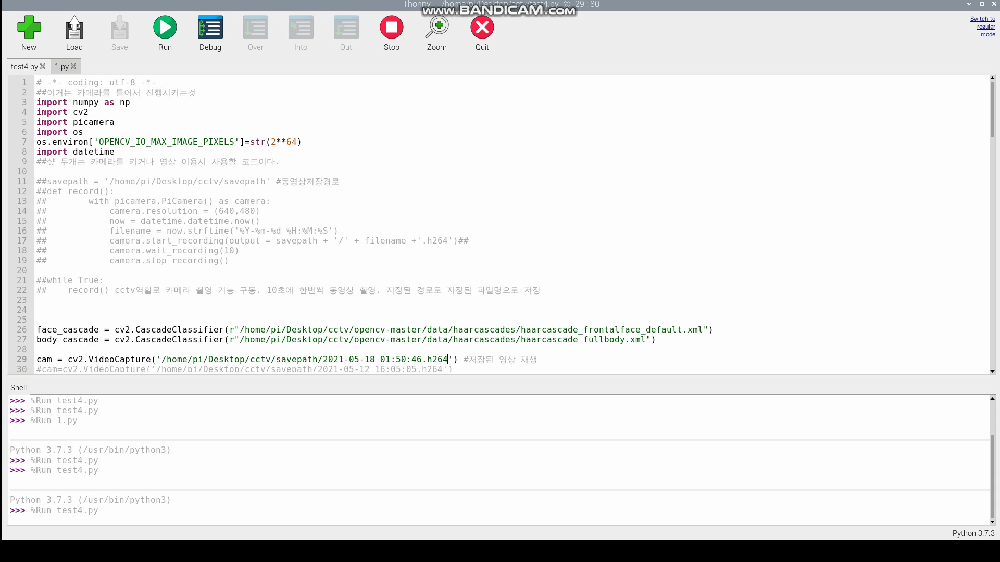 Thonny - /home/pi/Desktop/cctv/test4.py @ 29 : 80
www.BANDICAM.com
Switch to
regular
mode
New Load Save Run Debug Over Into Out Stop Zoom Quit
test4.py 1.py
1 # -*- coding: utf-8 -*-
2 ##이거는 카메라를 틀어서 진행시키는것
3 import numpy as np
4 import cv2
5 import picamera
6 import os
7 os.environ['OPENCV_IO_MAX_IMAGE_PIXELS']=str(2**64)
8 import datetime
9 ##샾 두개는 카메라를 키거나 영상 이용시 사용할 코드이다.
10
11 ##savepath = '/home/pi/Desktop/cctv/savepath' #동영상저장경로
12 ##def record():
13 ##        with picamera.PiCamera() as camera:
14 ##            camera.resolution = (640,480)
15 ##            now = datetime.datetime.now()
16 ##            filename = now.strftime('%Y-%m-%d %H:%M:%S')
17 ##            camera.start_recording(output = savepath + '/' + filename +'.h264')##
18 ##            camera.wait_recording(10)
19 ##            camera.stop_recording()
20
21 ##while True:
22 ##    record() cctv역할로 카메라 촬영 기능 구동. 10초에 한번씩 동영상 촬영. 지정된 경로로 지정된 파일명으로 저장
23
24
25
26 face_cascade = cv2.CascadeClassifier(r"/home/pi/Desktop/cctv/opencv-master/data/haarcascades/haarcascade_frontalface_default.xml")
27 body_cascade = cv2.CascadeClassifier(r"/home/pi/Desktop/cctv/opencv-master/data/haarcascades/haarcascade_fullbody.xml")
28
29 cam = cv2.VideoCapture('/home/pi/Desktop/cctv/savepath/2021-05-18 01:50:46.h264') #저장된 영상 재생
30 #cam=cv2.VideoCapture('/home/pi/Desktop/cctv/savepath/2021-05-12 16:05:05.h264')
Shell
>>> %Run test4.py
>>> %Run test4.py
>>> %Run 1.py
Python 3.7.3 (/usr/bin/python3)
>>> %Run test4.py
>>> %Run test4.py
Python 3.7.3 (/usr/bin/python3)
>>> %Run test4.py
Python 3.7.3